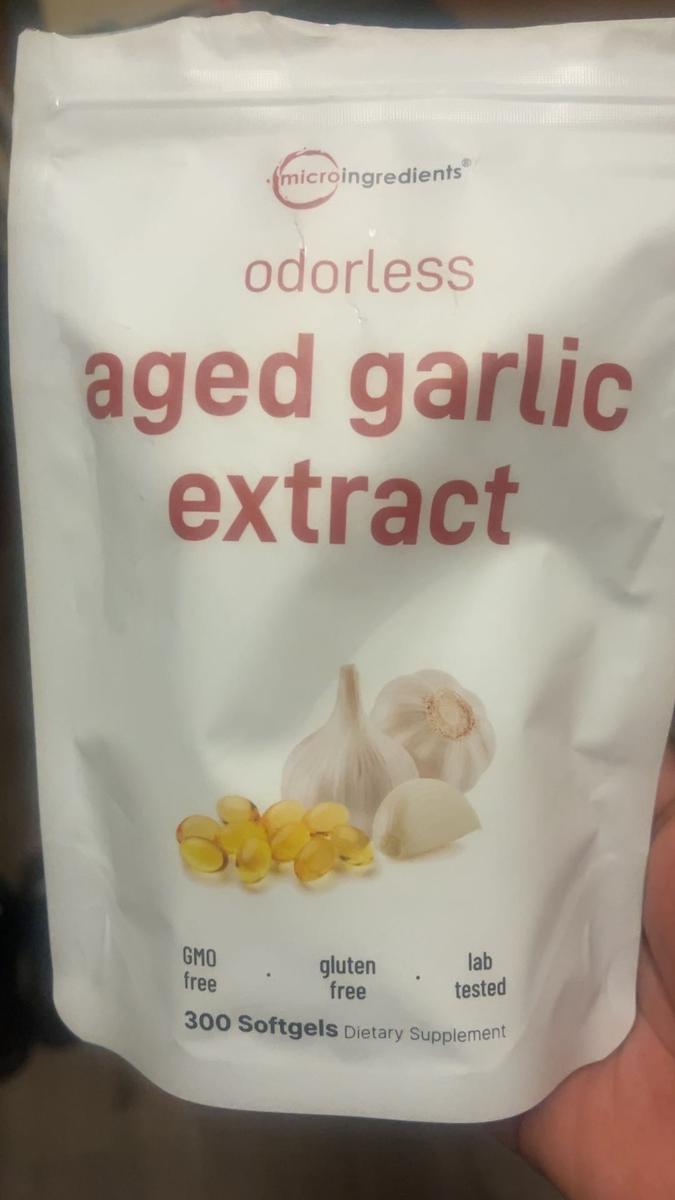 microingredients®
odorless
aged garlic
extract
GMO free · gluten free · lab tested
300 Softgels Dietary Supplement